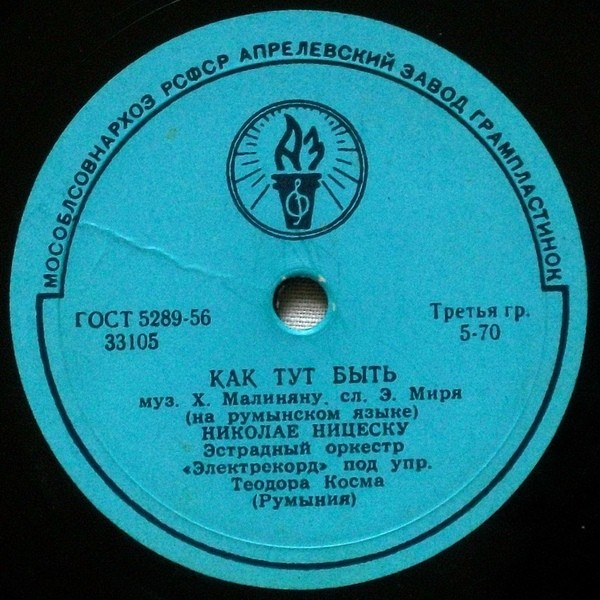 МОСОБЛСОВНАРХОЗ РСФСР АПРЕЛЕВСКИЙ ЗАВОД ГРАМПЛАСТИНОК
АЗ
ГОСТ 5289-56
33105
Третья гр.
5-70
КАК ТУТ БЫТЬ
муз. Х. Малиняну, сл. Э. Миря
(на румынском языке)
НИКОЛАЕ НИЦЕСКУ
Эстрадный оркестр
«Электрекорд» под упр.
Теодора Косма
(Румыния)